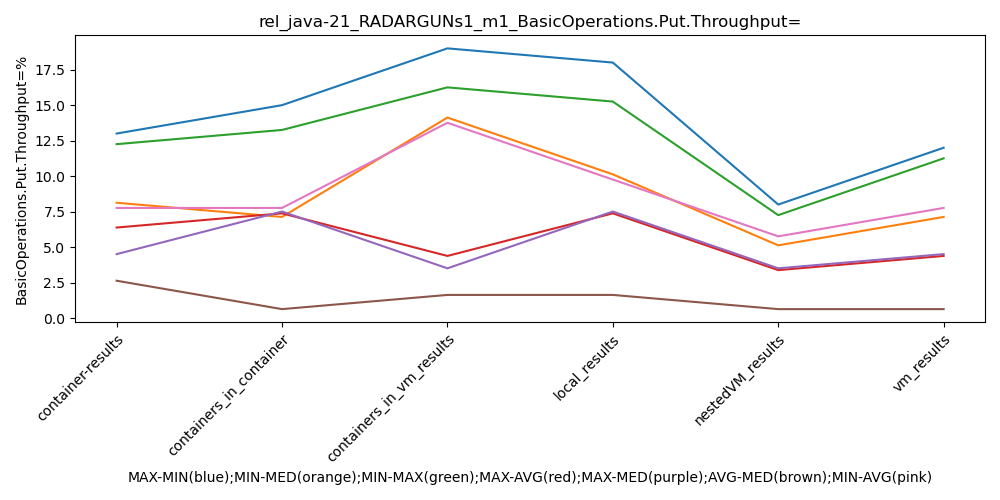 rel_java-21_RADARGUNs1_m1_BasicOperations.Put.Throughput=
BasicOperations.Put.Throughput=%
17.5
15.0
12.5
10.0
7.5
5.0
2.5
0.0
container-results
containers_in_container
containers_in_vm_results
local_results
nestedVM_results
vm_results
MAX-MIN(blue);MIN-MED(orange);MIN-MAX(green);MAX-AVG(red);MAX-MED(purple);AVG-MED(brown);MIN-AVG(pink)